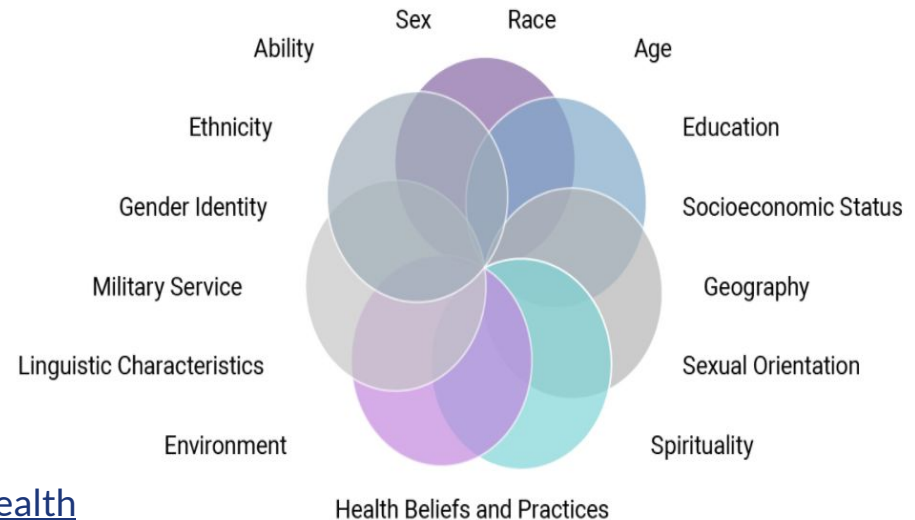 Sex Race
Ability Age
Ethnicity Education
Gender Identity Socioeconomic Status
Military Service Geography
Linguistic Characteristics Sexual Orientation
Environment Spirituality
ealth Health Beliefs and Practices